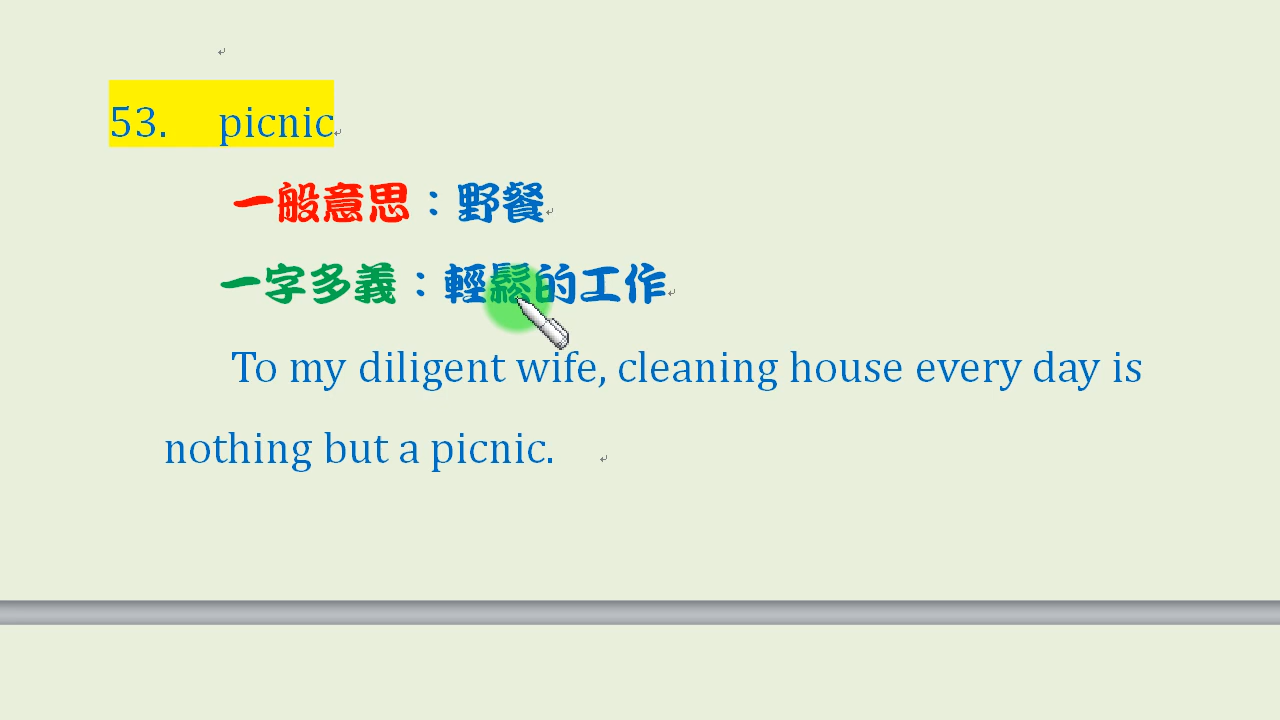 53. picnic
一般意思：野餐
一字多義：輕鬆的工作
To my diligent wife, cleaning house every day is
nothing but a picnic.